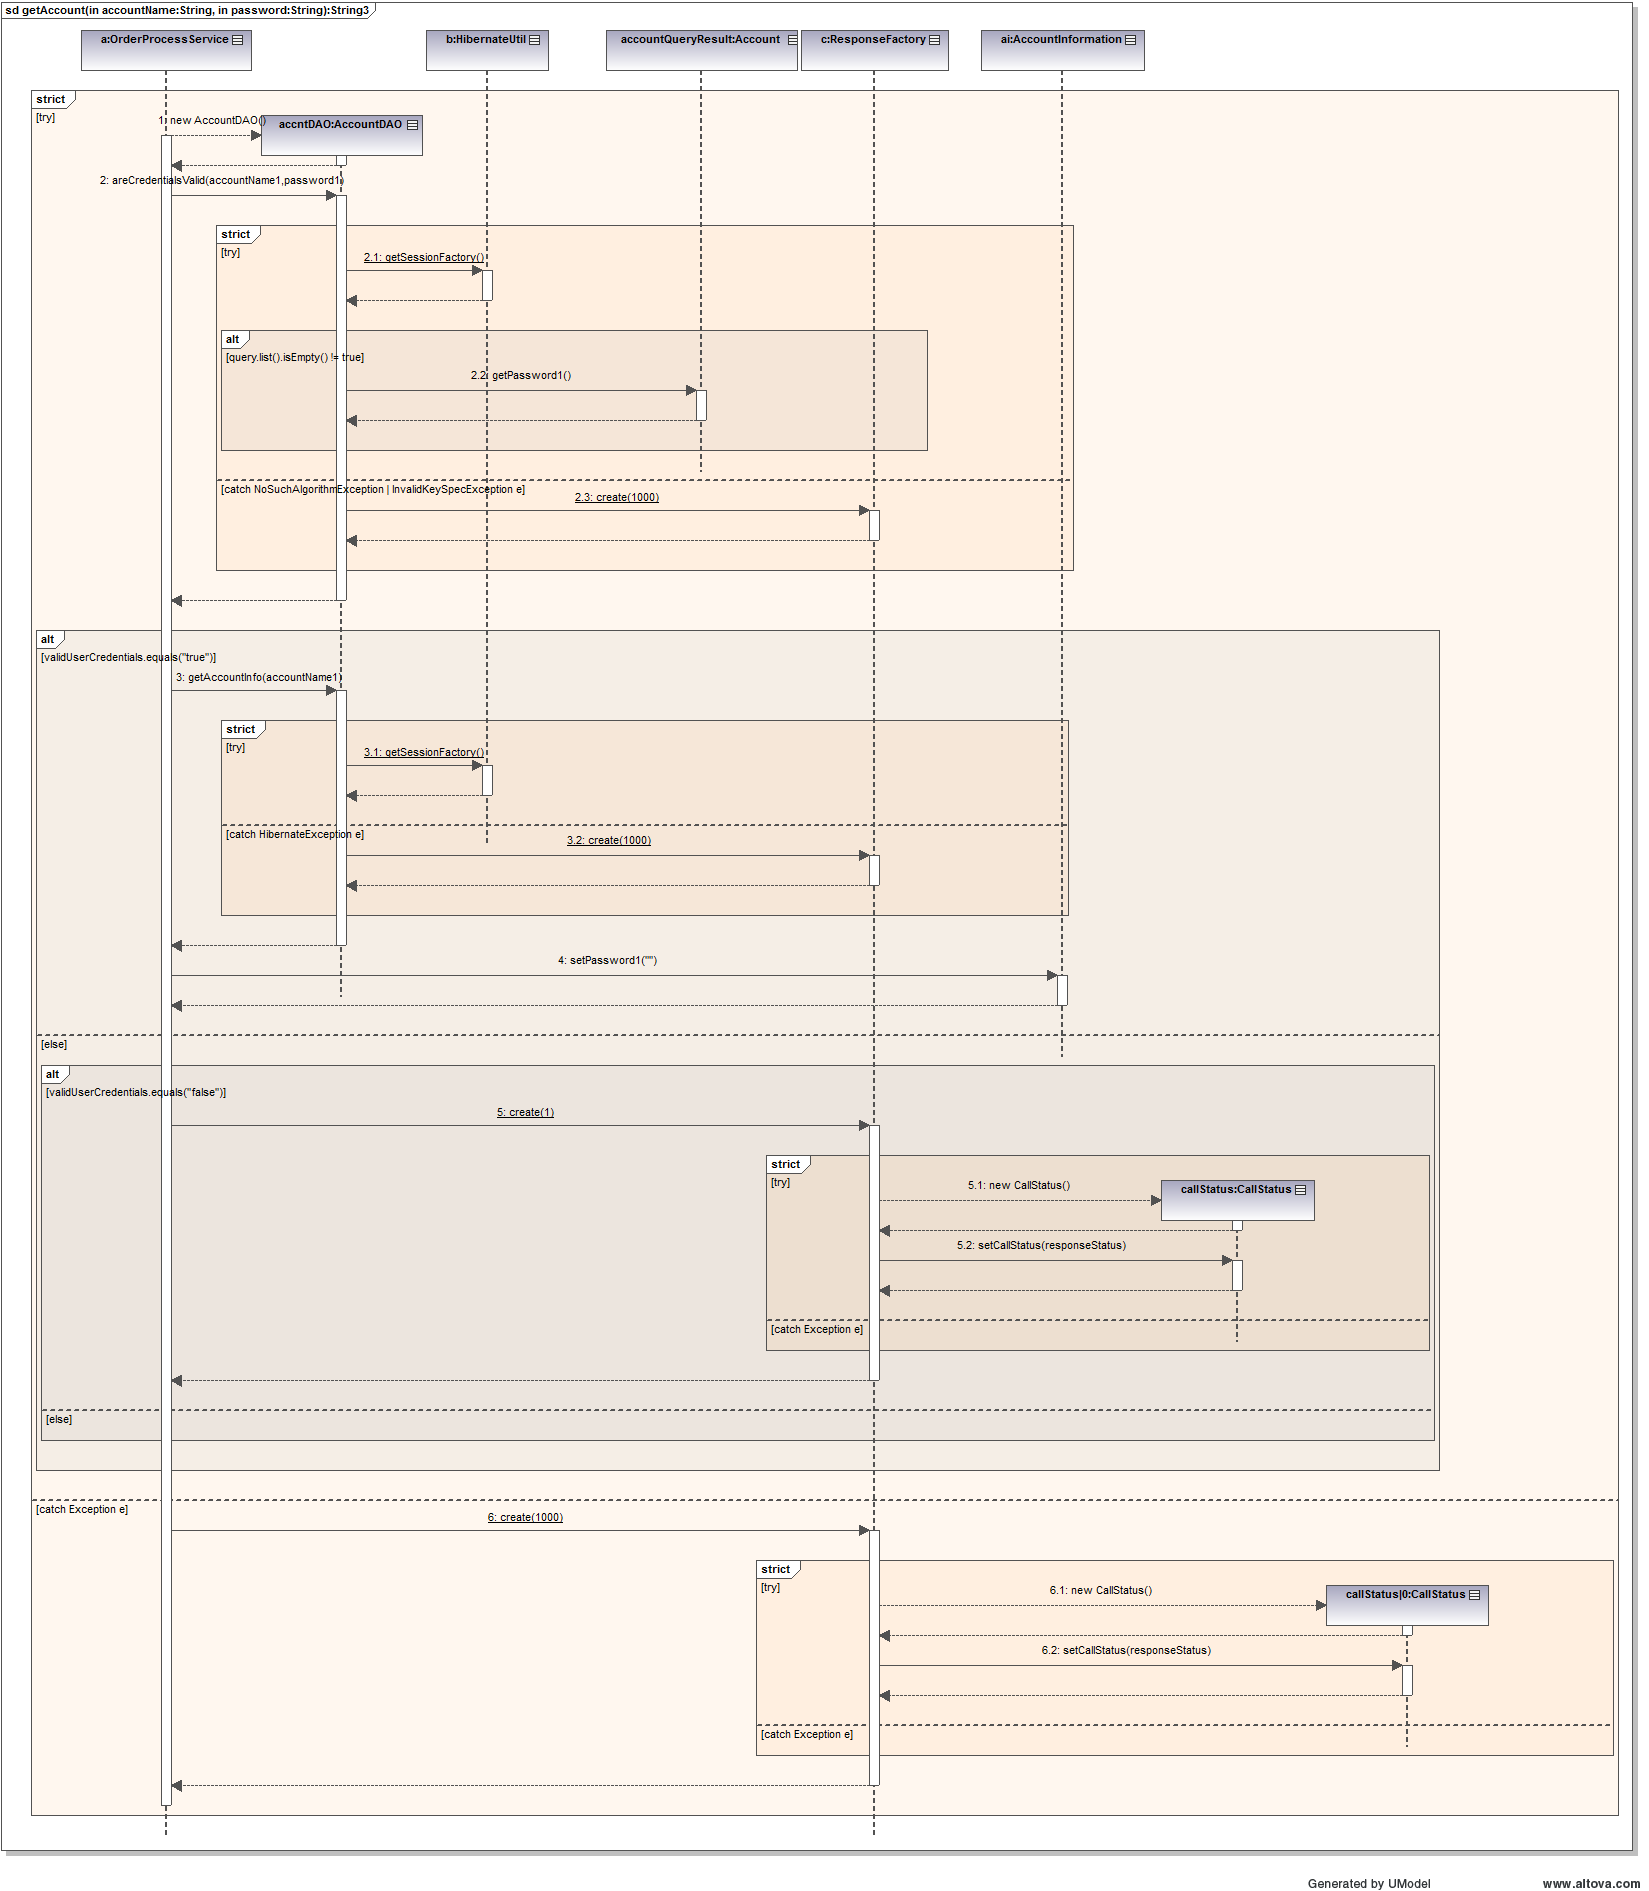 sd getAccount(in accountName:String, in password:String):String3
a:OrderProcessService
b:HibernateUtil
accountQueryResult:Account
c:ResponseFactory
ai:AccountInformation
strict
[try]
1: new AccountDAO()
accntDAO:AccountDAO
2: areCredentialsValid(accountName1,password1)
strict
[try]
2.1: getSessionFactory()
alt
[query.list().isEmpty() != true]
2.2: getPassword1()
[catch NoSuchAlgorithmException | InvalidKeySpecException e]
2.3: create(1000)
alt
[validUserCredentials.equals("true")]
3: getAccountInfo(accountName1)
strict
[try]
3.1: getSessionFactory()
[catch HibernateException e]
3.2: create(1000)
4: setPassword1("")
[else]
alt
[validUserCredentials.equals("false")]
5: create(1)
strict
[try]
5.1: new CallStatus()
callStatus:CallStatus
5.2: setCallStatus(responseStatus)
[catch Exception e]
[else]
[catch Exception e]
6: create(1000)
strict
[try]
6.1: new CallStatus()
callStatus|0:CallStatus
6.2: setCallStatus(responseStatus)
[catch Exception e]
Generated by UModel
www.altova.com